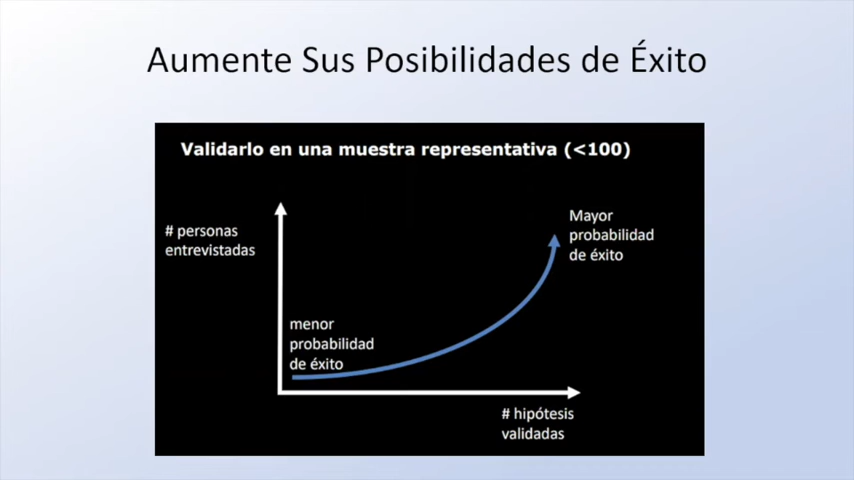 Aumente Sus Posibilidades de Éxito
Validarlo en una muestra representativa (<100)
# personas
entrevistadas
Mayor
probabilidad
de éxito
menor
probabilidad
de éxito
# hipótesis
validadas